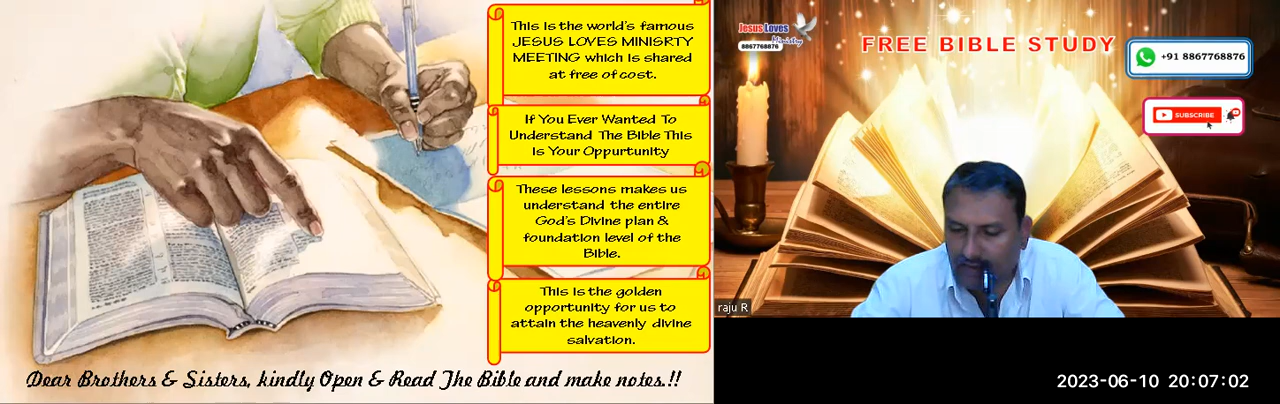 This is the world's famous
JESUS LOVES MINISRTY
MEETING which is shared
at free of cost.
If You Ever Wanted To
Understand The Bible This
is Your Oppurtunity
These lessons makes us
understand the entire
God's Divine plan &
foundation level of the
Bible.
This is the golden
opportunity for us to
attain the heavenly divine
salvation.
Dear Brothers & Sisters, kindly Open & Read The Bible and make notes.!!
Jesus Loves
Ministry
8867768876
FREE BIBLE STUDY
+91 8867768876
SUBSCRIBE
raju R
2023-06-10 20:07:02